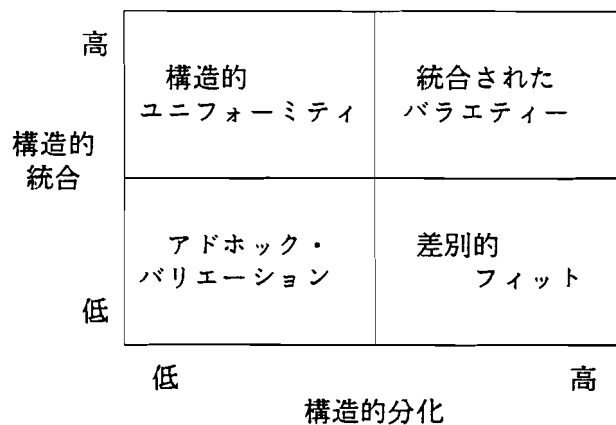 高
構造的
ユニフォーミティ
統合された
バラエティー
構造的
統合
アドホック・
バリエーション
差別的
フィット
低
低
高
構造的分化